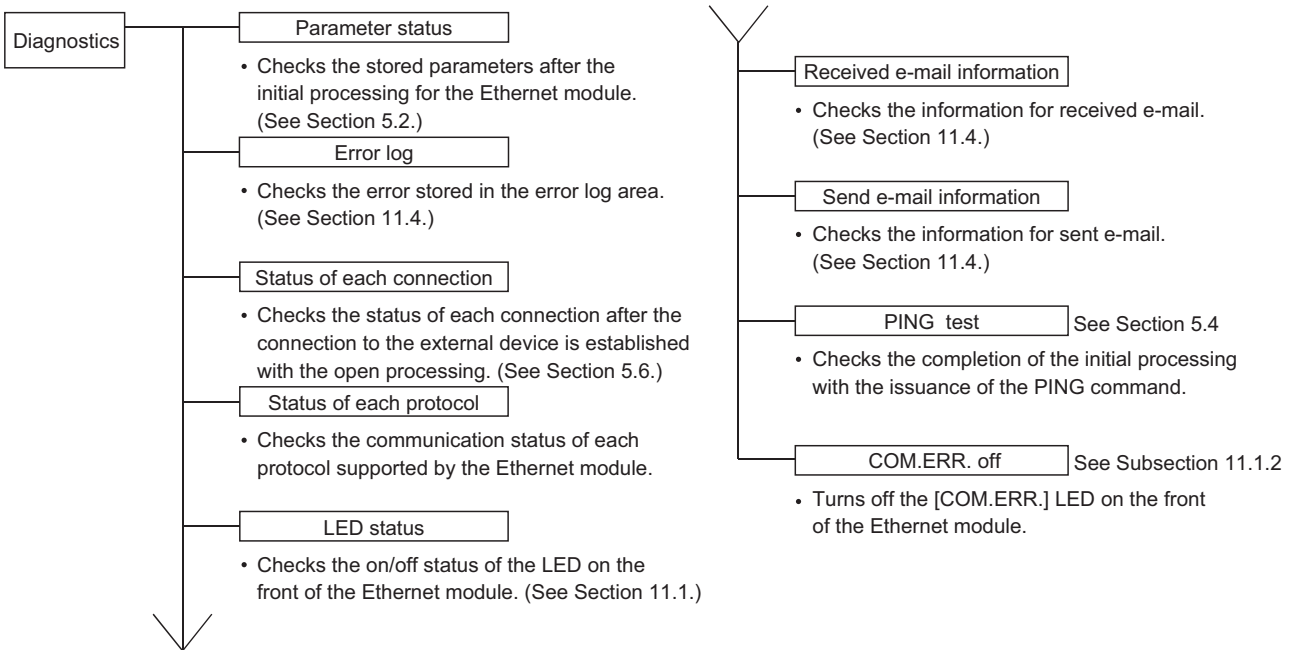 Diagnostics
Parameter status
• Checks the stored parameters after the
initial processing for the Ethernet module.
(See Section 5.2.)
Error log
• Checks the error stored in the error log area.
(See Section 11.4.)
Status of each connection
• Checks the status of each connection after the
connection to the external device is established
with the open processing. (See Section 5.6.)
Status of each protocol
• Checks the communication status of each
protocol supported by the Ethernet module.
LED status
• Checks the on/off status of the LED on the
front of the Ethernet module. (See Section 11.1.)
Received e-mail information
• Checks the information for received e-mail.
(See Section 11.4.)
Send e-mail information
• Checks the information for sent e-mail.
(See Section 11.4.)
PING test See Section 5.4
• Checks the completion of the initial processing
with the issuance of the PING command.
COM.ERR. off See Subsection 11.1.2
• Turns off the [COM.ERR.] LED on the front
of the Ethernet module.